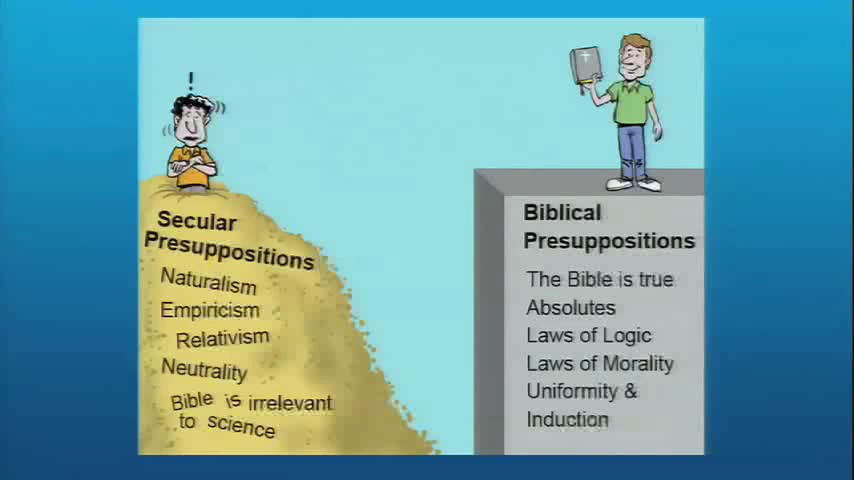 !
Secular
Presuppositions
Naturalism
Empiricism
Relativism
Neutrality
Bible is irrelevant
to science
Biblical
Presuppositions
The Bible is true
Absolutes
Laws of Logic
Laws of Morality
Uniformity &
Induction